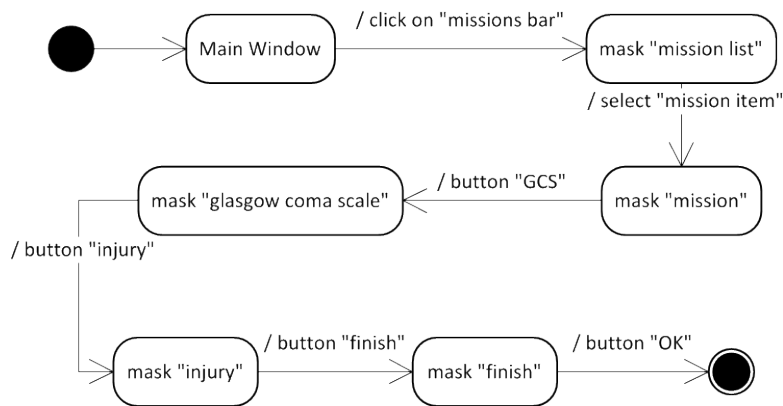 / click on "missions bar"
Main Window
mask "mission list"
/ select "mission item"
/ button "GCS"
mask "glasgow coma scale"
mask "mission"
/ button "injury"
/ button "finish"
/ button "OK"
mask "injury"
mask "finish"